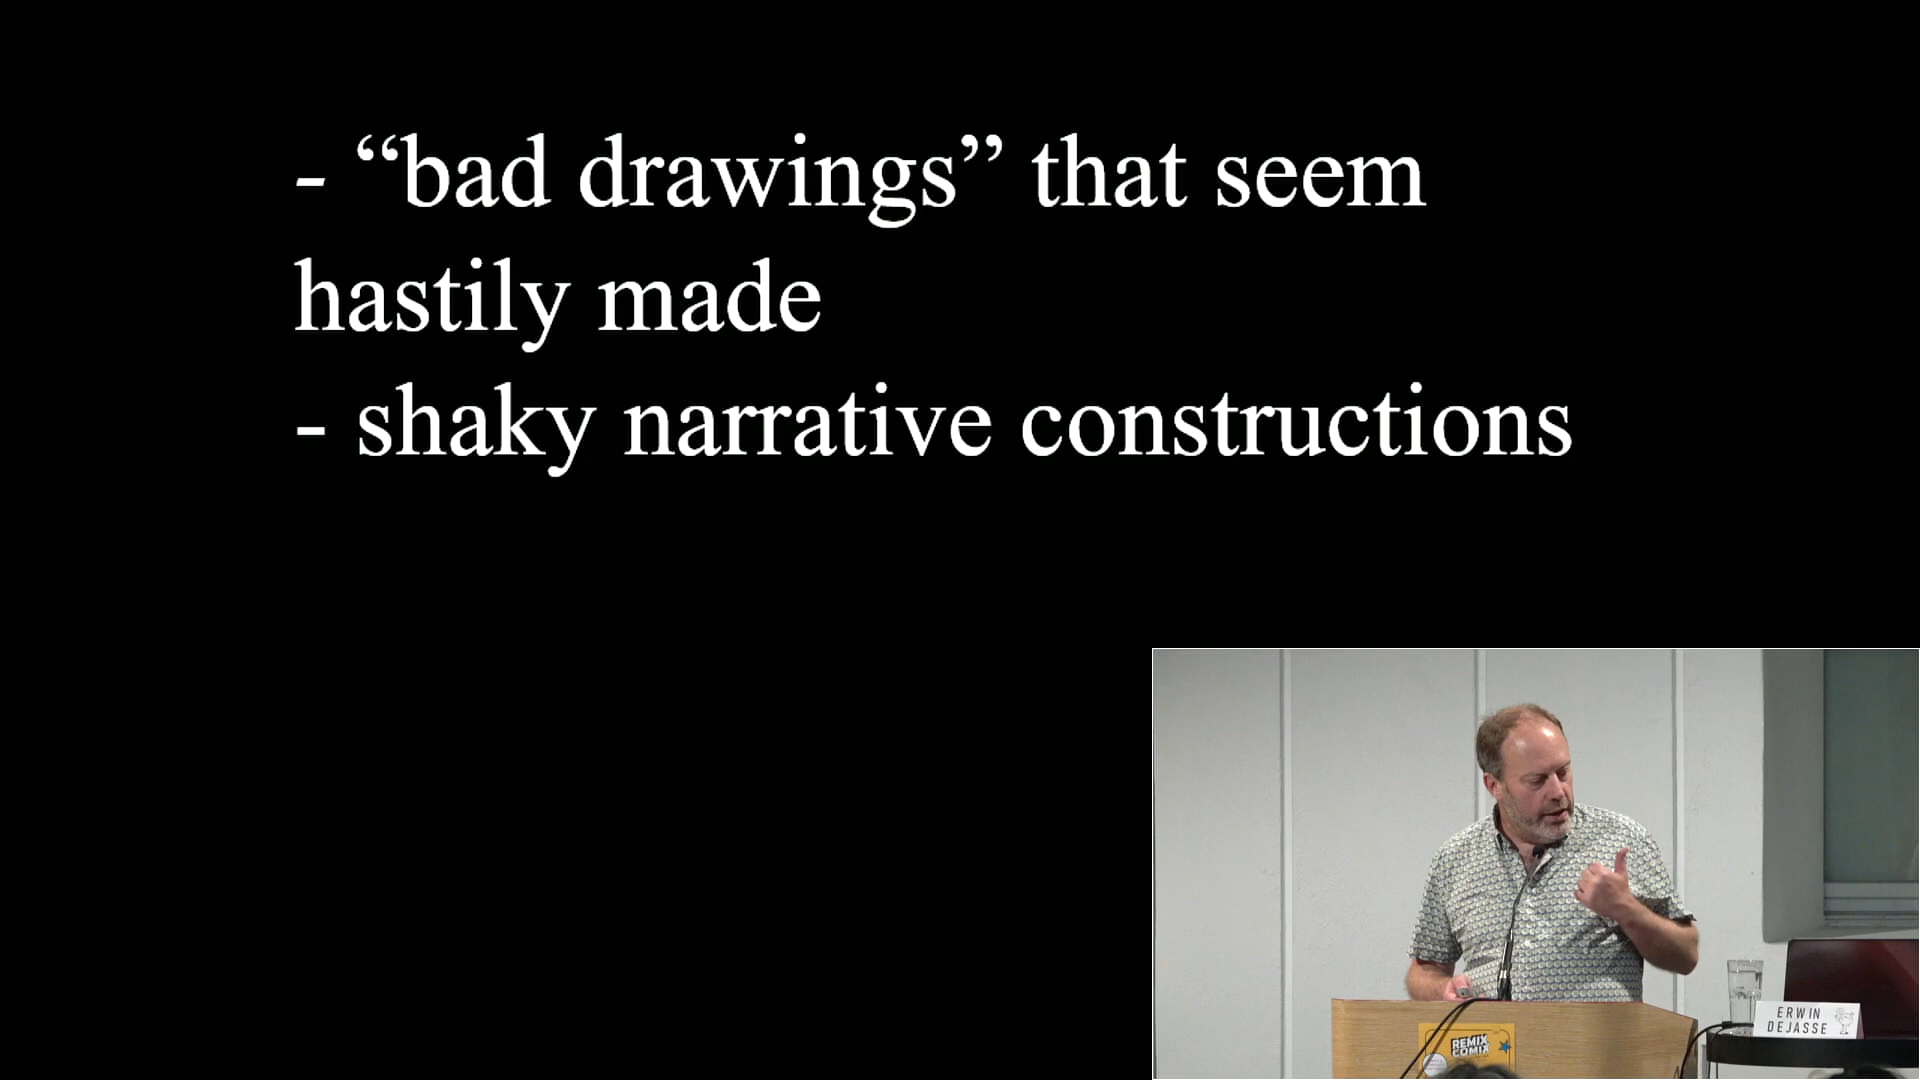 - “bad drawings” that seem
hastily made
- shaky narrative constructions
REMIX
COMIX
ERWIN
DEJASSE